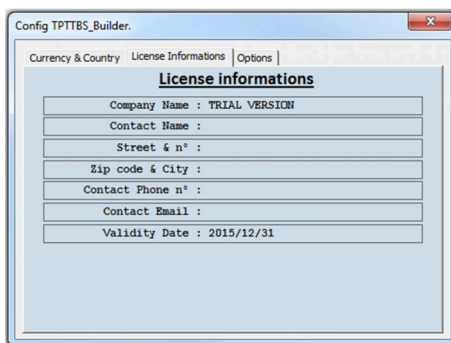 Config TPTTBS_Builder.
Currency & Country License Informations Options
License informations
Company Name : TRIAL VERSION
Contact Name :
Street & n° :
Zip code & City :
Contact Phone n° :
Contact Email :
Validity Date : 2015/12/31